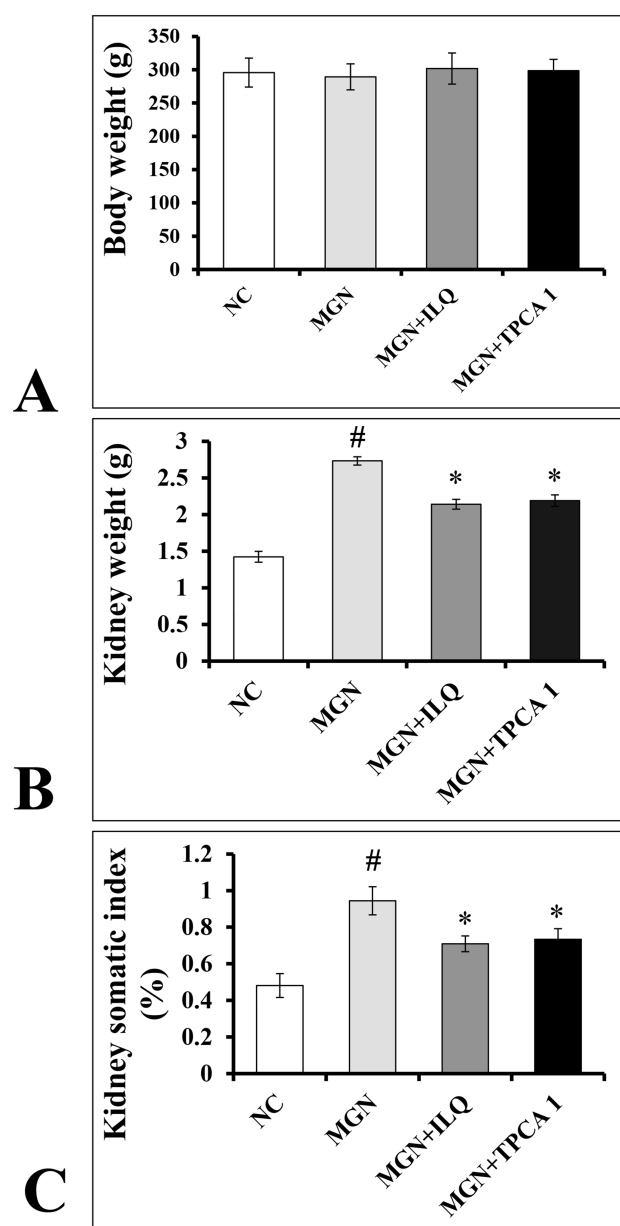 Body weight (g)
350
300
250
200
150
100
50
0
NC
MGN
MGN+ILQ
MGN+TPCA 1
A
Kidney weight (g)
3
2.5
2
1.5
1
0.5
0
#
*
*
NC
MGN
MGN+ILQ
MGN+TPCA 1
B
Kidney somatic index
(%)
1.2
1
0.8
0.6
0.4
0.2
0
#
*
*
NC
MGN
MGN+ILQ
MGN+TPCA 1
C